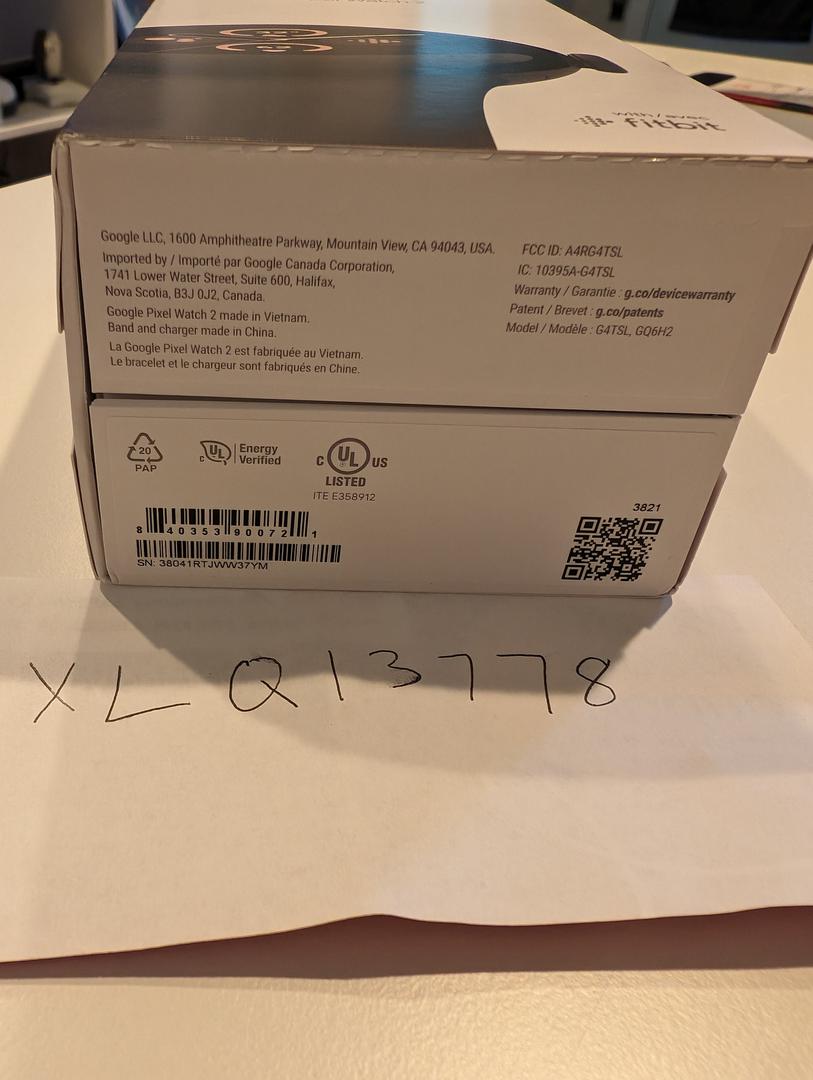 with / avec
fitbit
Google LLC, 1600 Amphitheatre Parkway, Mountain View, CA 94043, USA.
Imported by / Importé par Google Canada Corporation,
1741 Lower Water Street, Suite 600, Halifax,
Nova Scotia, B3J 0J2, Canada.
Google Pixel Watch 2 made in Vietnam.
Band and charger made in China.
La Google Pixel Watch 2 est fabriquée au Vietnam.
Le bracelet et le chargeur sont fabriqués en Chine.
FCC ID: A4RG4TSL
IC: 10395A-G4TSL
Warranty / Garantie : g.co/devicewarranty
Patent / Brevet : g.co/patents
Model / Modèle : G4TSL, GQ6H2
20
PAP
c UL Energy
Verified
C UL US
LISTED
ITE E358912
8 40353 90072 1
SN: 38041RTJWW37YM
3821
XLQ13778